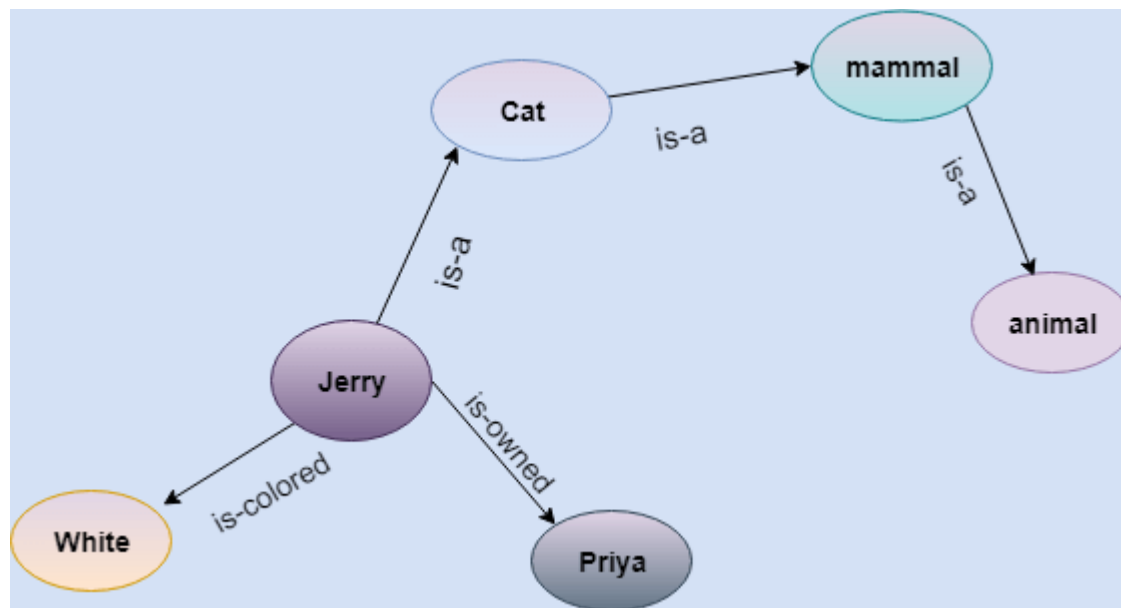 mammal
Cat
is-a
is-a
is-a
animal
Jerry
is-owned
is-colored
White
Priya